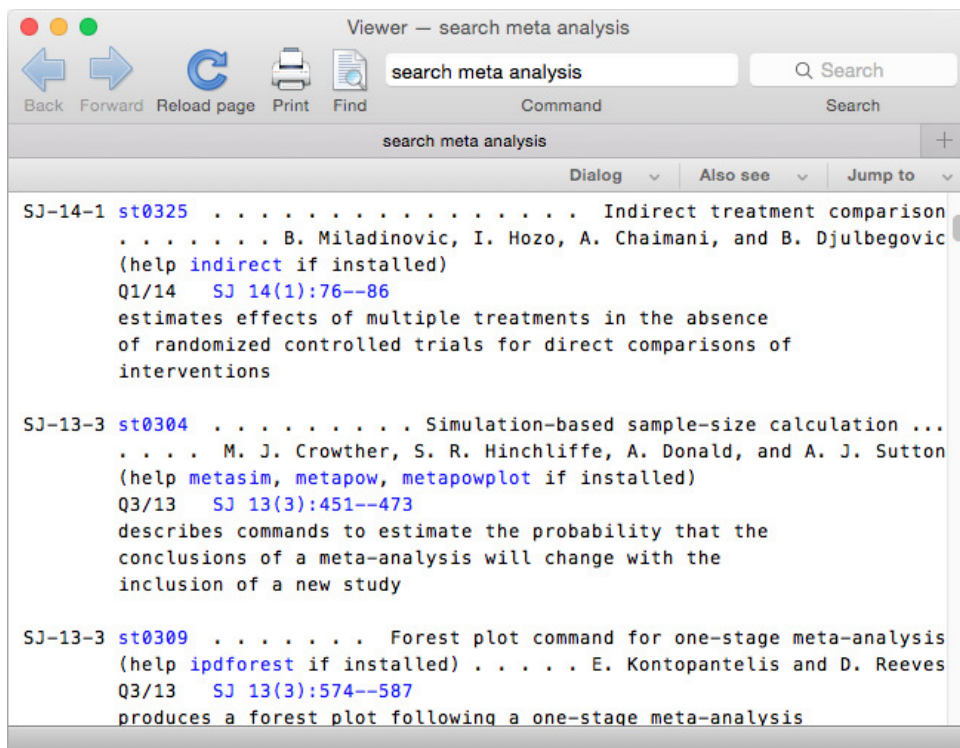 Viewer — search meta analysis
search meta analysis
Search
Back Forward Reload page Print Find Command Search
search meta analysis +
Dialog Also see Jump to
SJ-14-1 st0325 . . . . . . . . . . . . . . . . Indirect treatment comparison
. . . . . . . B. Miladinovic, I. Hozo, A. Chaimani, and B. Djulbegovic
(help indirect if installed)
Q1/14 SJ 14(1):76--86
estimates effects of multiple treatments in the absence
of randomized controlled trials for direct comparisons of
interventions
SJ-13-3 st0304 . . . . . . . . . Simulation-based sample-size calculation ...
. . . . M. J. Crowther, S. R. Hinchliffe, A. Donald, and A. J. Sutton
(help metasim, metapow, metapowplot if installed)
Q3/13 SJ 13(3):451--473
describes commands to estimate the probability that the
conclusions of a meta-analysis will change with the
inclusion of a new study
SJ-13-3 st0309 . . . . . . . Forest plot command for one-stage meta-analysis
(help ipdforest if installed) . . . . . E. Kontopantelis and D. Reeves
Q3/13 SJ 13(3):574--587
produces a forest plot following a one-stage meta-analysis